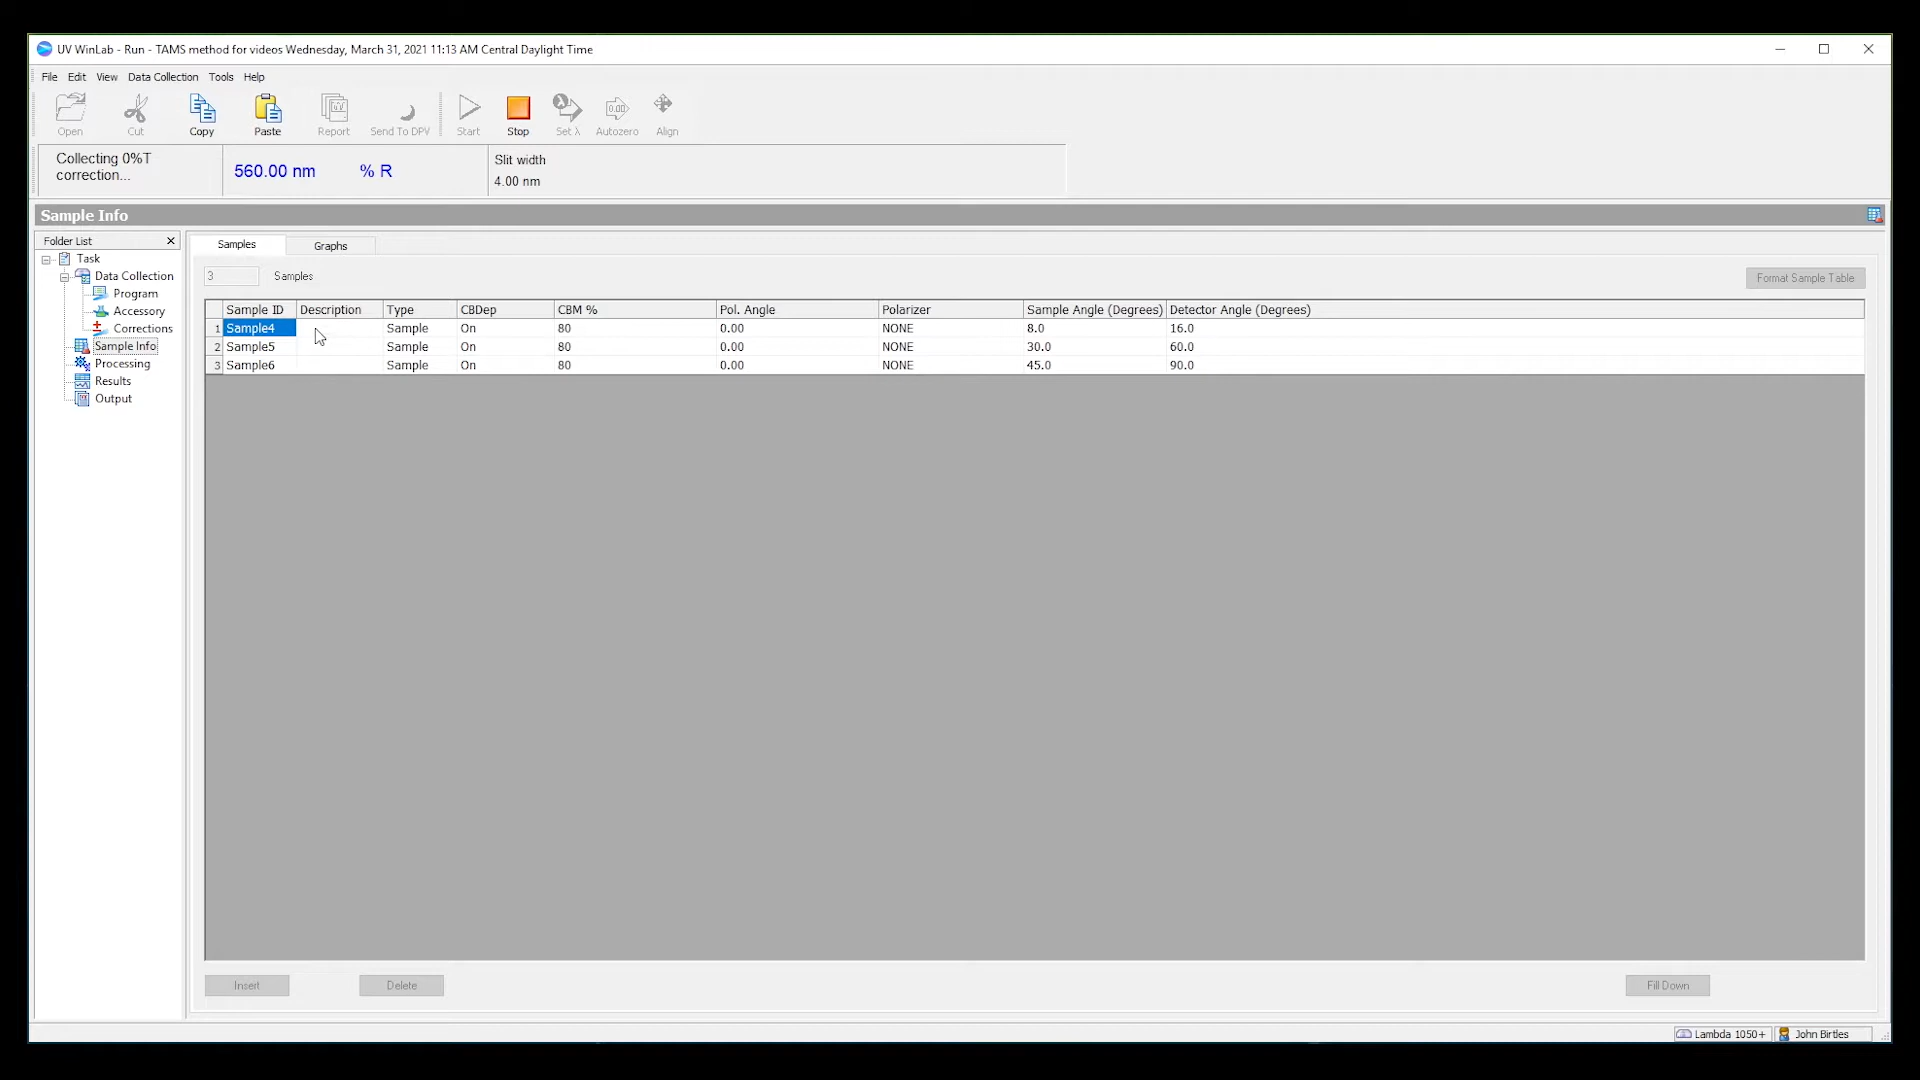 UV WinLab - Run - TAMS method for videos Wednesday, March 31, 2021 11:13 AM Central Daylight Time
File Edit View Data Collection Tools Help
Open Cut Copy Paste Report Send To DPV Start Stop Set λ Autozero Align
Collecting 0%T
correction...
560.00 nm % R
Slit width
4.00 nm
Sample Info
Folder List
Task
Data Collection
Program
Accessory
Corrections
Sample Info
Processing
Results
Output
Samples Graphs
3 Samples
Format Sample Table
Sample ID Description Type CBDep CBM % Pol. Angle Polarizer Sample Angle (Degrees) Detector Angle (Degrees)
1 Sample4 Sample On 80 0.00 NONE 8.0 16.0
2 Sample5 Sample On 80 0.00 NONE 30.0 60.0
3 Sample6 Sample On 80 0.00 NONE 45.0 90.0
Insert Delete Fill Down
Lambda 1050+ John Birtles